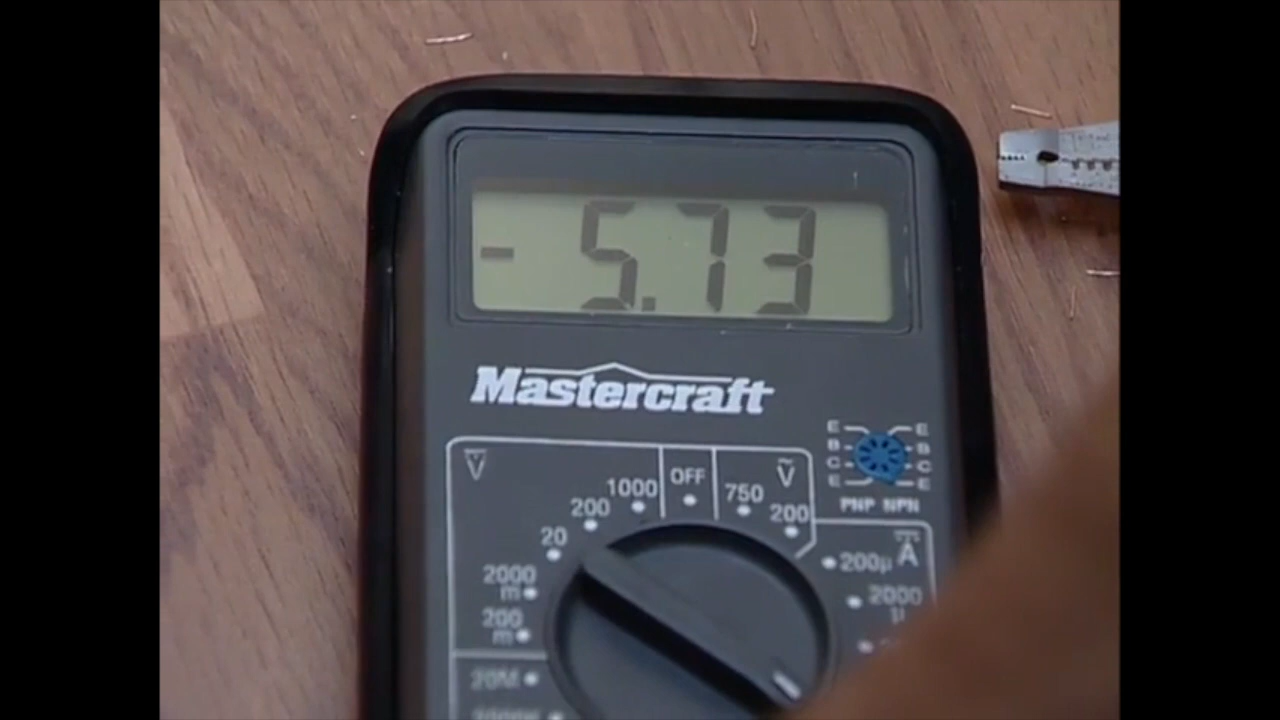 -5.73
Mastercraft
V
OFF
V
1000
750
200
200
20
2000
m
200
m
20M
E
E
B
B
C
C
E
E
PNP NPN
A
200µ
2000
µ